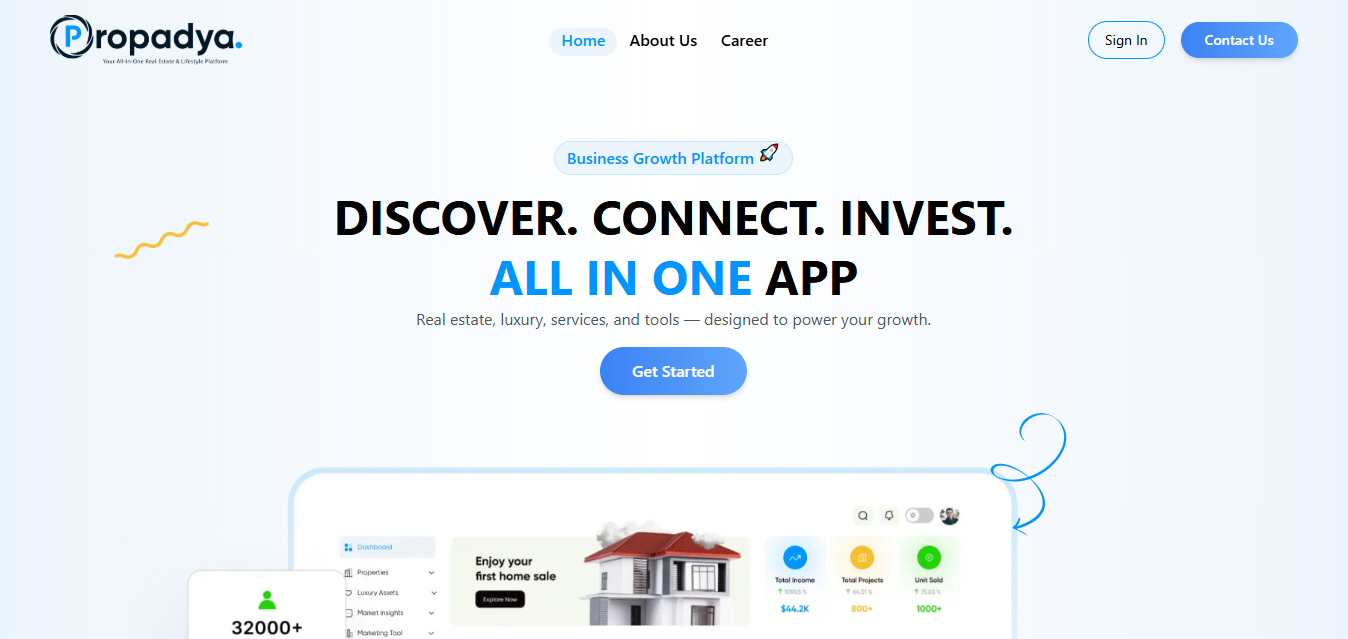 Propadya.
Your All-In-One Real Estate & Lifestyle Platform
Home
About Us
Career
Sign In
Contact Us
Business Growth Platform
DISCOVER. CONNECT. INVEST.
ALL IN ONE APP
Real estate, luxury, services, and tools — designed to power your growth.
Get Started
Dashboard
Properties
Luxury Assets
Market Insights
Marketing Tool
Enjoy your
first home sale
Explore Now
Total Income
$44.2K
Total Projects
↑ 64.01 %
800+
Unit Sold
1000+
32000+